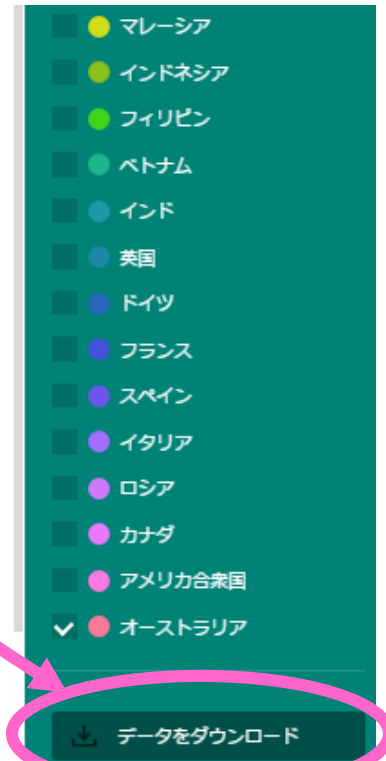 マレーシア
インドネシア
フィリピン
ベトナム
インド
英国
ドイツ
フランス
スペイン
イタリア
ロシア
カナダ
アメリカ合衆国
オーストラリア
データをダウンロード